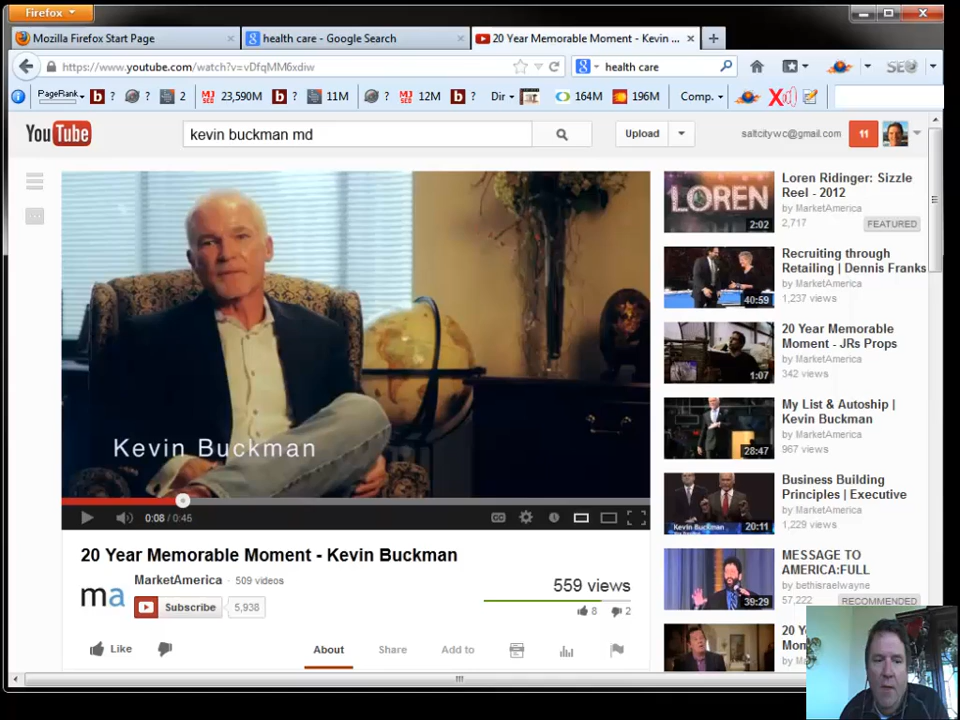 Firefox
Mozilla Firefox Start Page
health care - Google Search
20 Year Memorable Moment - Kevin ...
https://www.youtube.com/watch?v=vDfqMM6xdiw
health care
SEO
PageRank ? ? 2 23,590M ? 11M ? 12M ? Dir 164M 196M Comp.
YouTube
kevin buckman md
Upload
saltcitywc@gmail.com
11
Kevin Buckman
0:08 / 0:45
CC
20 Year Memorable Moment - Kevin Buckman
ma
MarketAmerica · 509 videos
Subscribe 5,938
559 views
8 2
Like
About
Share
Add to
LOREN
2:02
Loren Ridinger: Sizzle
Reel - 2012
by MarketAmerica
2,717
FEATURED
40:59
Recruiting through
Retailing | Dennis Franks
by MarketAmerica
1,237 views
1:07
20 Year Memorable
Moment - JRs Props
by MarketAmerica
342 views
28:47
My List & Autoship |
Kevin Buckman
by MarketAmerica
967 views
Kevin Buckman
20:11
Business Building
Principles | Executive
by MarketAmerica
1,229 views
39:29
MESSAGE TO
AMERICA:FULL
by bethisraelwayne
57,222
RECOMMENDED